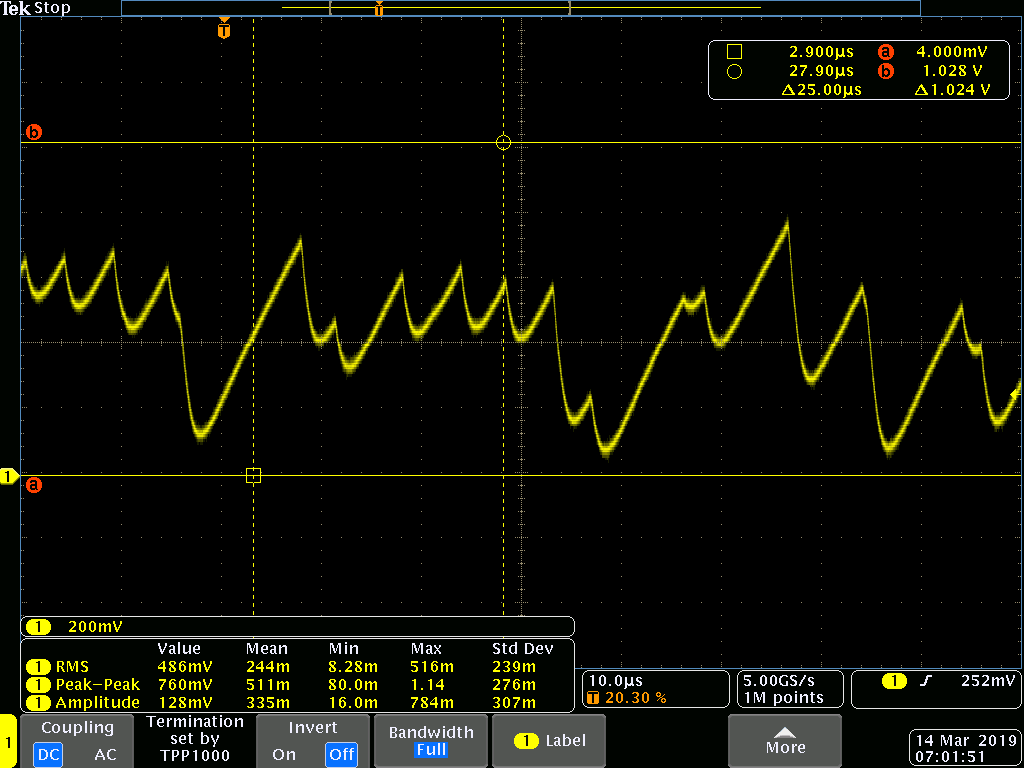 Tek Stop
T
T
2.900µs a 4.000mV
27.90µs b 1.028 V
Δ25.00µs Δ1.024 V
b
1
a
1 200mV
Value Mean Min Max Std Dev
1 RMS 486mV 244m 8.28m 516m 239m
1 Peak-Peak 760mV 511m 80.0m 1.14 276m
1 Amplitude 128mV 335m 16.0m 784m 307m
10.0µs
T 20.30 %
5.00GS/s
1M points
1 252mV
1
Coupling
DC AC
Termination
set by
TPP1000
Invert
On Off
Bandwidth
Full
1 Label
More
14 Mar 2019
07:01:51